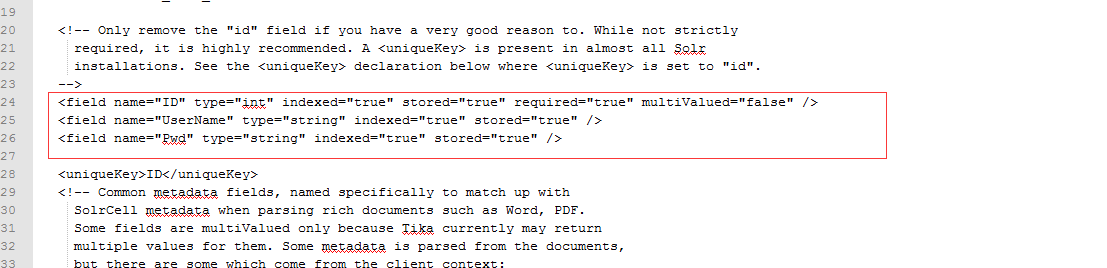 19
20 <!-- Only remove the "id" field if you have a very good reason to. While not strictly
21 required, it is highly recommended. A <uniqueKey> is present in almost all Solr
22 installations. See the <uniqueKey> declaration below where <uniqueKey> is set to "id".
23 -->
24 <field name="ID" type="int" indexed="true" stored="true" required="true" multiValued="false" />
25 <field name="UserName" type="string" indexed="true" stored="true" />
26 <field name="Pwd" type="string" indexed="true" stored="true" />
27
28 <uniqueKey>ID</uniqueKey>
29 <!-- Common metadata fields, named specifically to match up with
30 SolrCell metadata when parsing rich documents such as Word, PDF.
31 Some fields are multiValued only because Tika currently may return
32 multiple values for them. Some metadata is parsed from the documents,
33 but there are some which come from the client context: